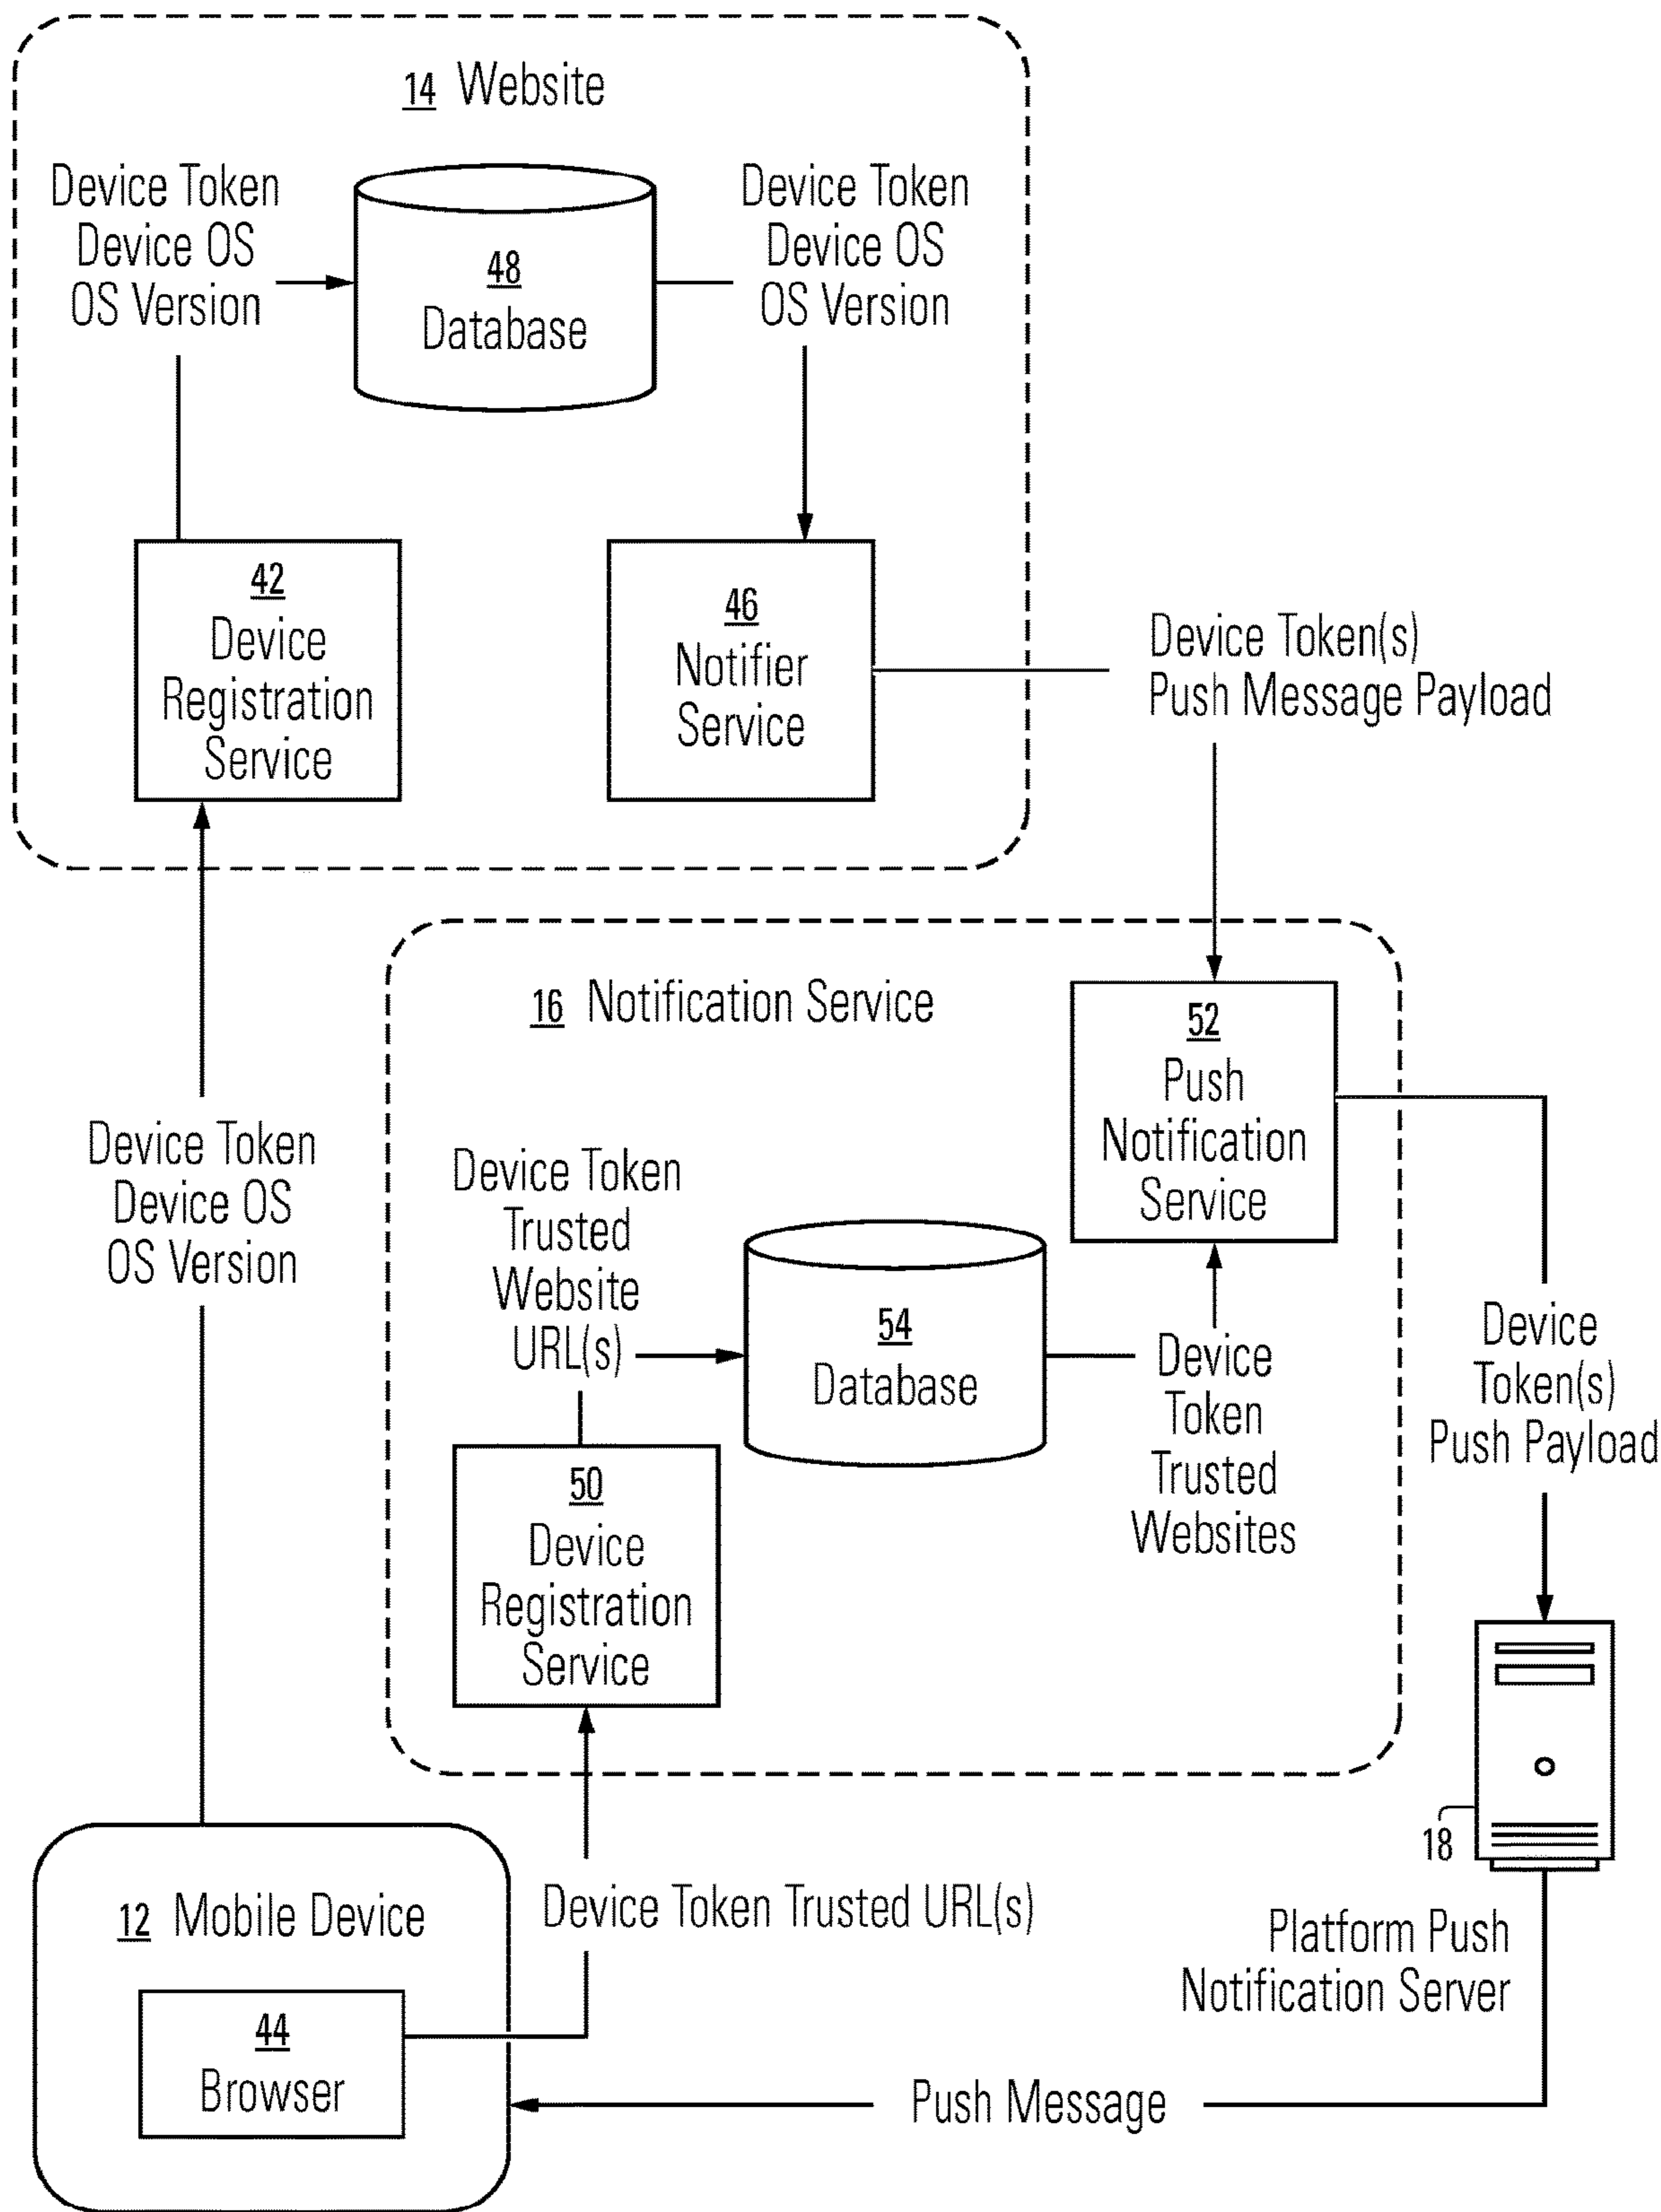 14 Website
Device Token
Device OS
OS Version
48
Database
Device Token
Device OS
OS Version
42
Device
Registration
Service
46
Notifier
Service
Device Token(s)
Push Message Payload
16 Notification Service
52
Push
Notification
Service
Device Token
Device OS
OS Version
Device Token
Trusted
Website
URL(s)
54
Database
Device
Token
Trusted
Websites
Device
Token(s)
Push Payload
50
Device
Registration
Service
18
Platform Push
Notification Server
12 Mobile Device
Device Token Trusted URL(s)
44
Browser
Push Message